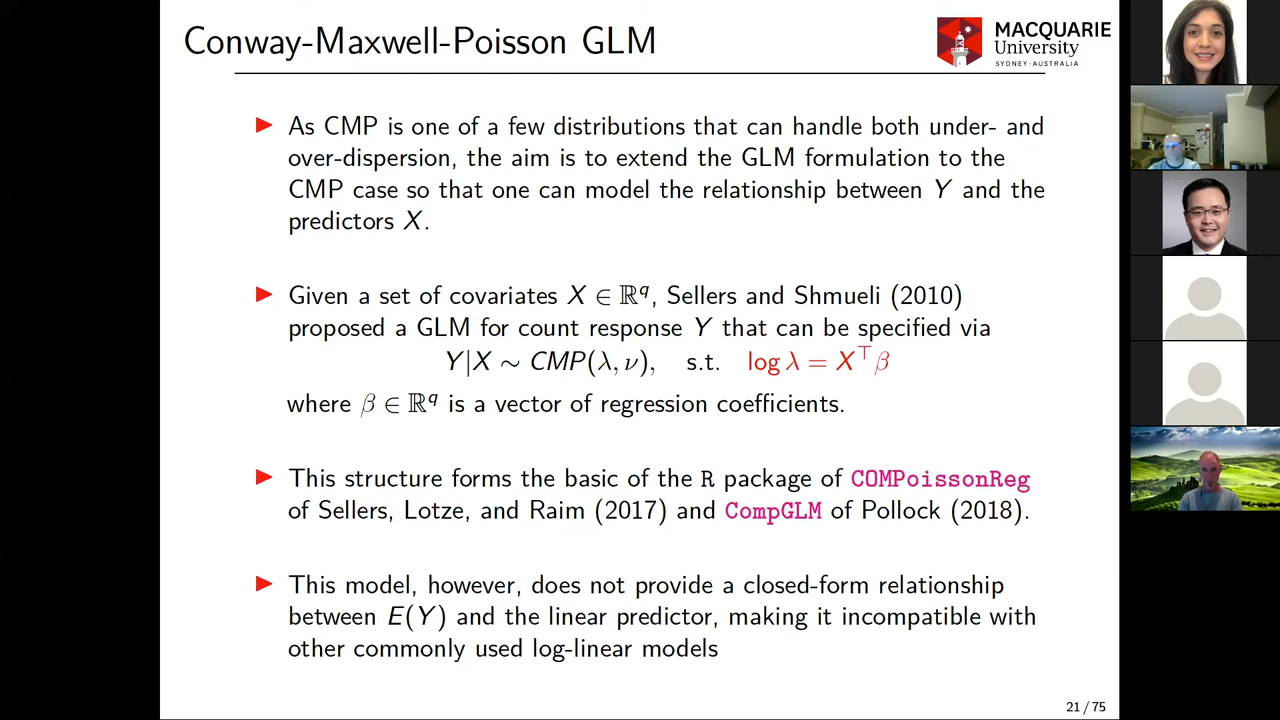 Conway-Maxwell-Poisson GLM
MACQUARIE
University
SYDNEY · AUSTRALIA
As CMP is one of a few distributions that can handle both under- and
over-dispersion, the aim is to extend the GLM formulation to the
CMP case so that one can model the relationship between Y and the
predictors X.
Given a set of covariates X ∈ ℝ^q, Sellers and Shmueli (2010)
proposed a GLM for count response Y that can be specified via
Y|X ∼ CMP(λ, ν), s.t. log λ = X^⊤β
where β ∈ ℝ^q is a vector of regression coefficients.
This structure forms the basic of the R package of COMPoissonReg
of Sellers, Lotze, and Raim (2017) and CompGLM of Pollock (2018).
This model, however, does not provide a closed-form relationship
between E(Y) and the linear predictor, making it incompatible with
other commonly used log-linear models
21 / 75